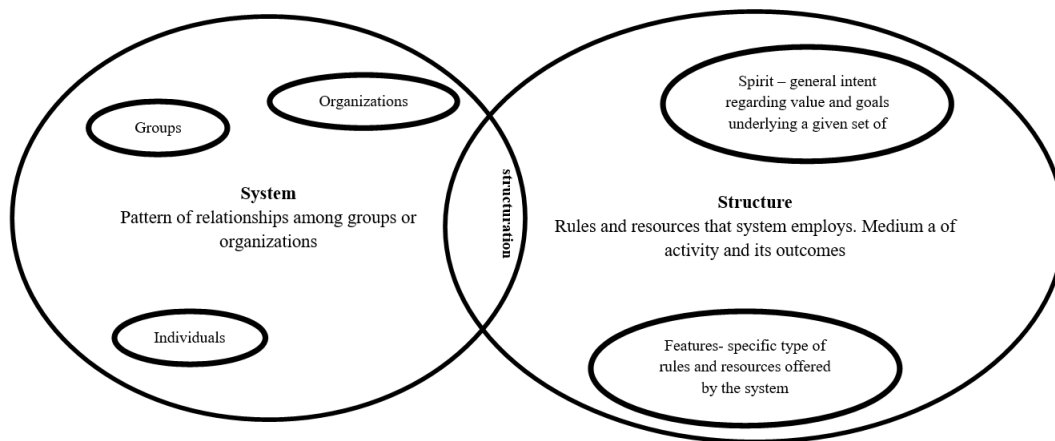 Organizations
Groups
System
Pattern of relationships among groups or
organizations
Individuals
structuration
Spirit – general intent
regarding value and goals
underlying a given set of
Structure
Rules and resources that system employs. Medium a of
activity and its outcomes
Features- specific type of
rules and resources offered
by the system